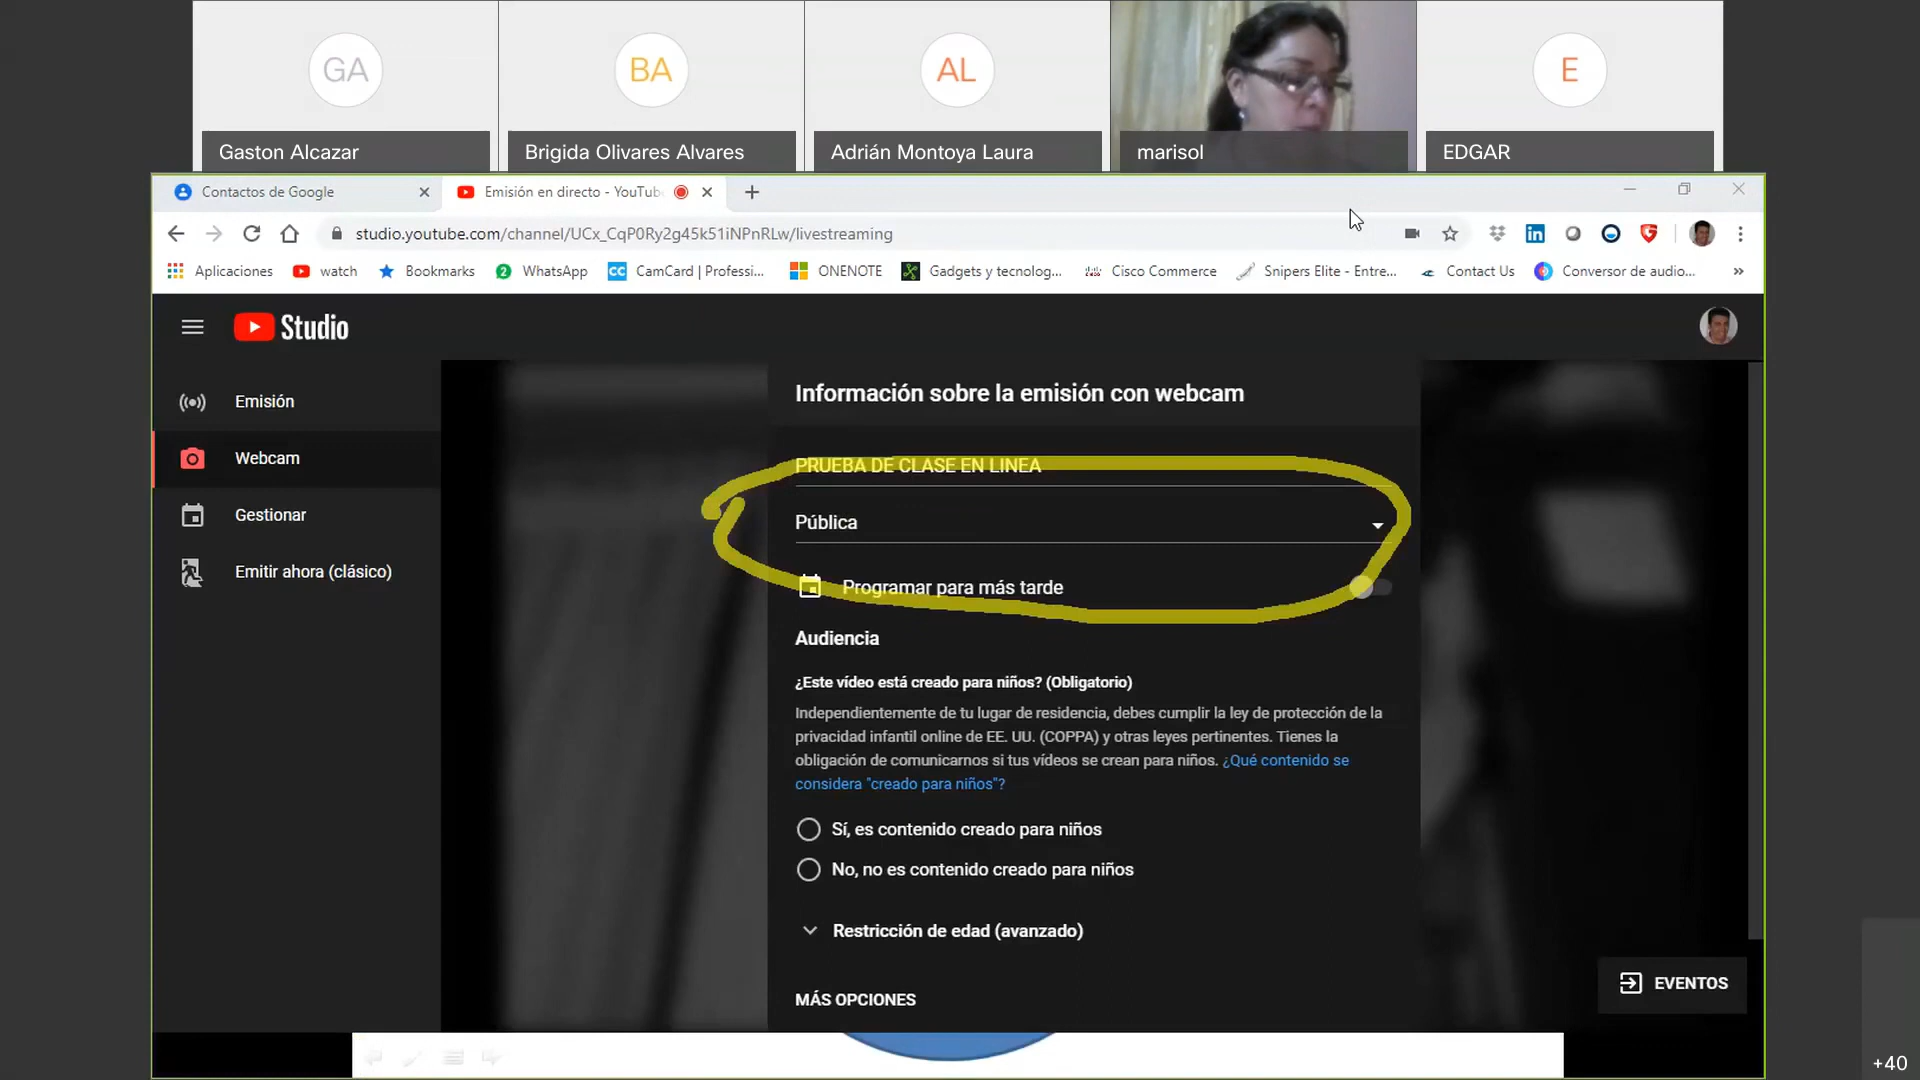 GA
BA
AL
E
Gaston Alcazar
Brigida Olivares Alvares
Adrián Montoya Laura
marisol
EDGAR
Contactos de Google
Emisión en directo - YouTub
studio.youtube.com/channel/UCx_CqP0Ry2g45k51iNPnRLw/livestreaming
Aplicaciones
watch
Bookmarks
2
WhatsApp
CC
CamCard | Professi...
ONENOTE
Gadgets y tecnolog...
Cisco Commerce
Snipers Elite - Entre...
Contact Us
Conversor de audio...
»
in
Studio
Emisión
Webcam
Gestionar
Emitir ahora (clásico)
Información sobre la emisión con webcam
PRUEBA DE CLASE EN LINEA
Pública
Programar para más tarde
Audiencia
¿Este vídeo está creado para niños? (Obligatorio)
Independientemente de tu lugar de residencia, debes cumplir la ley de protección de la
privacidad infantil online de EE. UU. (COPPA) y otras leyes pertinentes. Tienes la
obligación de comunicarnos si tus vídeos se crean para niños. ¿Qué contenido se
considera "creado para niños"?
Sí, es contenido creado para niños
No, no es contenido creado para niños
Restricción de edad (avanzado)
MÁS OPCIONES
EVENTOS
+40